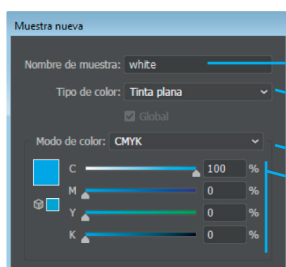 Muestra nueva
Nombre de muestra: white
Tipo de color: Tinta plana
Global
Modo de color: CMYK
C 100 %
M 0 %
Y 0 %
K 0 %